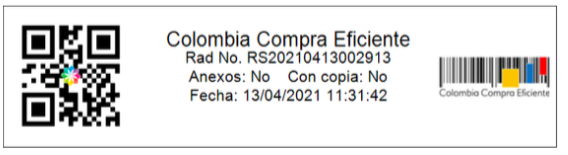 Colombia Compra Eficiente
Rad No. RS20210413002913
Anexos: No Con copia: No
Fecha: 13/04/2021 11:31:42
Colombia Compra Eficiente